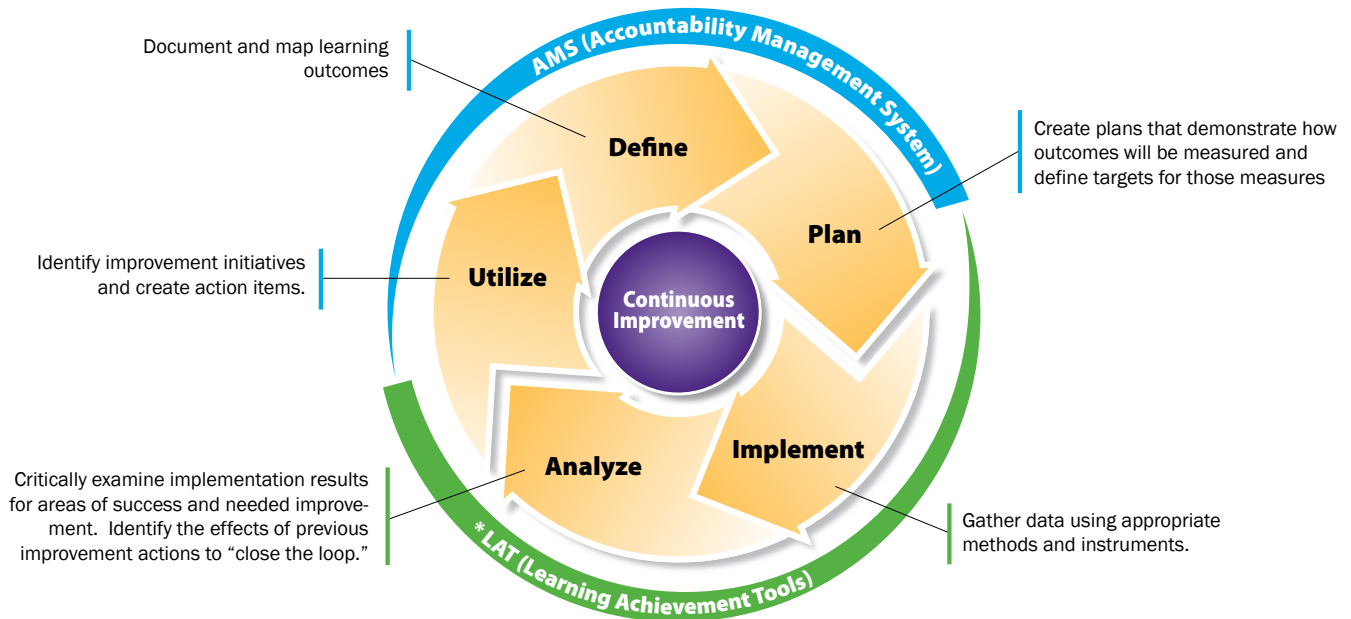 AMS (Accountability Management System)
Document and map learning
outcomes
Define
Create plans that demonstrate how
outcomes will be measured and
define targets for those measures
Plan
Identify improvement initiatives
and create action items.
Utilize
Continuous
Improvement
Implement
Analyze
Critically examine implementation results
for areas of success and needed improve-
ment.  Identify the effects of previous
improvement actions to “close the loop.”
Gather data using appropriate
methods and instruments.
* LAT (Learning Achievement Tools)